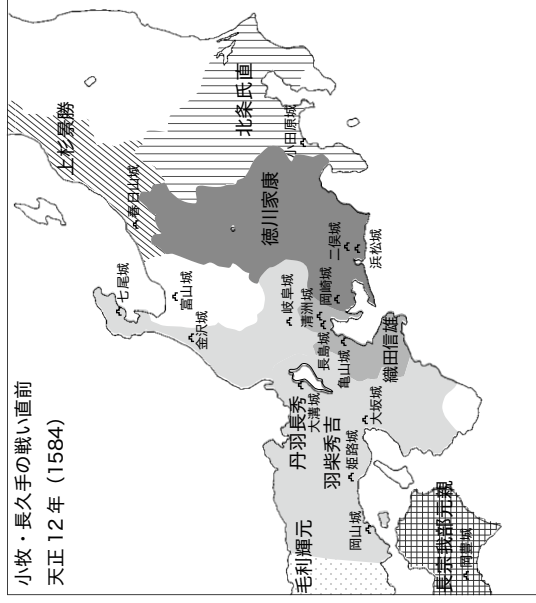 小牧・長久手の戦い直前
天正 12 年（1584）
上杉景勝
北条氏直
春日山城
小田原城
七尾城
徳川家康
富山城
金沢城
二俣城
浜松城
岐阜城
清洲城
岡崎城
長島城
亀山城
織田信雄
丹羽長秀
大溝城
大坂城
羽柴秀吉
姫路城
岡山城
毛利輝元
長宗我部元親
岡豊城